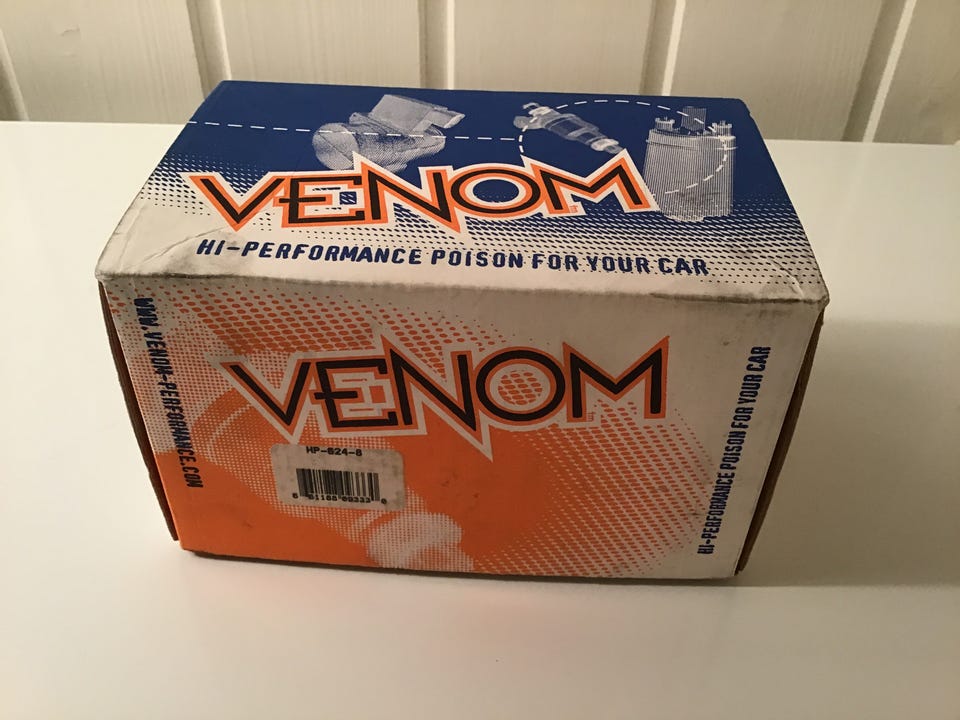 VENOM
HI-PERFORMANCE POISON FOR YOUR CAR
WWW.VENOM-PERFORMANCE.COM
VENOM
HP-624-8
HI-PERFORMANCE POISON FOR YOUR CAR